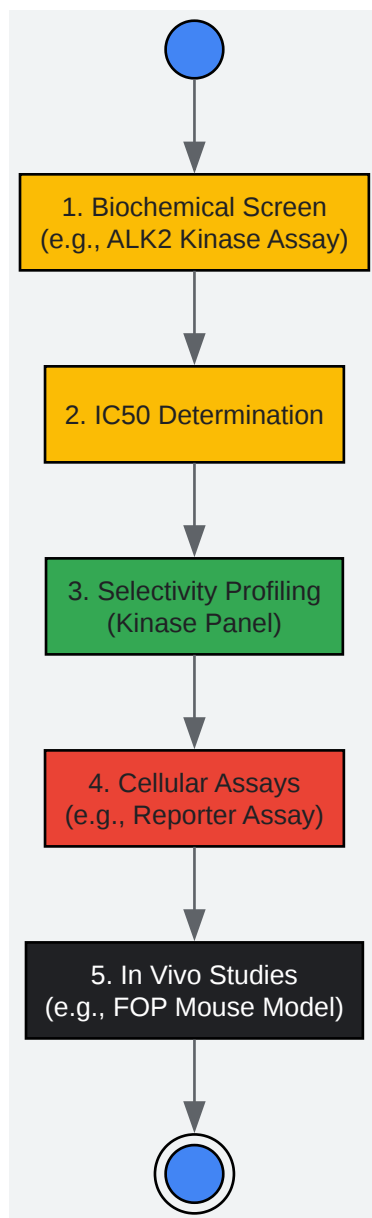 1. Biochemical Screen
(e.g., ALK2 Kinase Assay)
2. IC50 Determination
3. Selectivity Profiling
(Kinase Panel)
4. Cellular Assays
(e.g., Reporter Assay)
5. In Vivo Studies
(e.g., FOP Mouse Model)